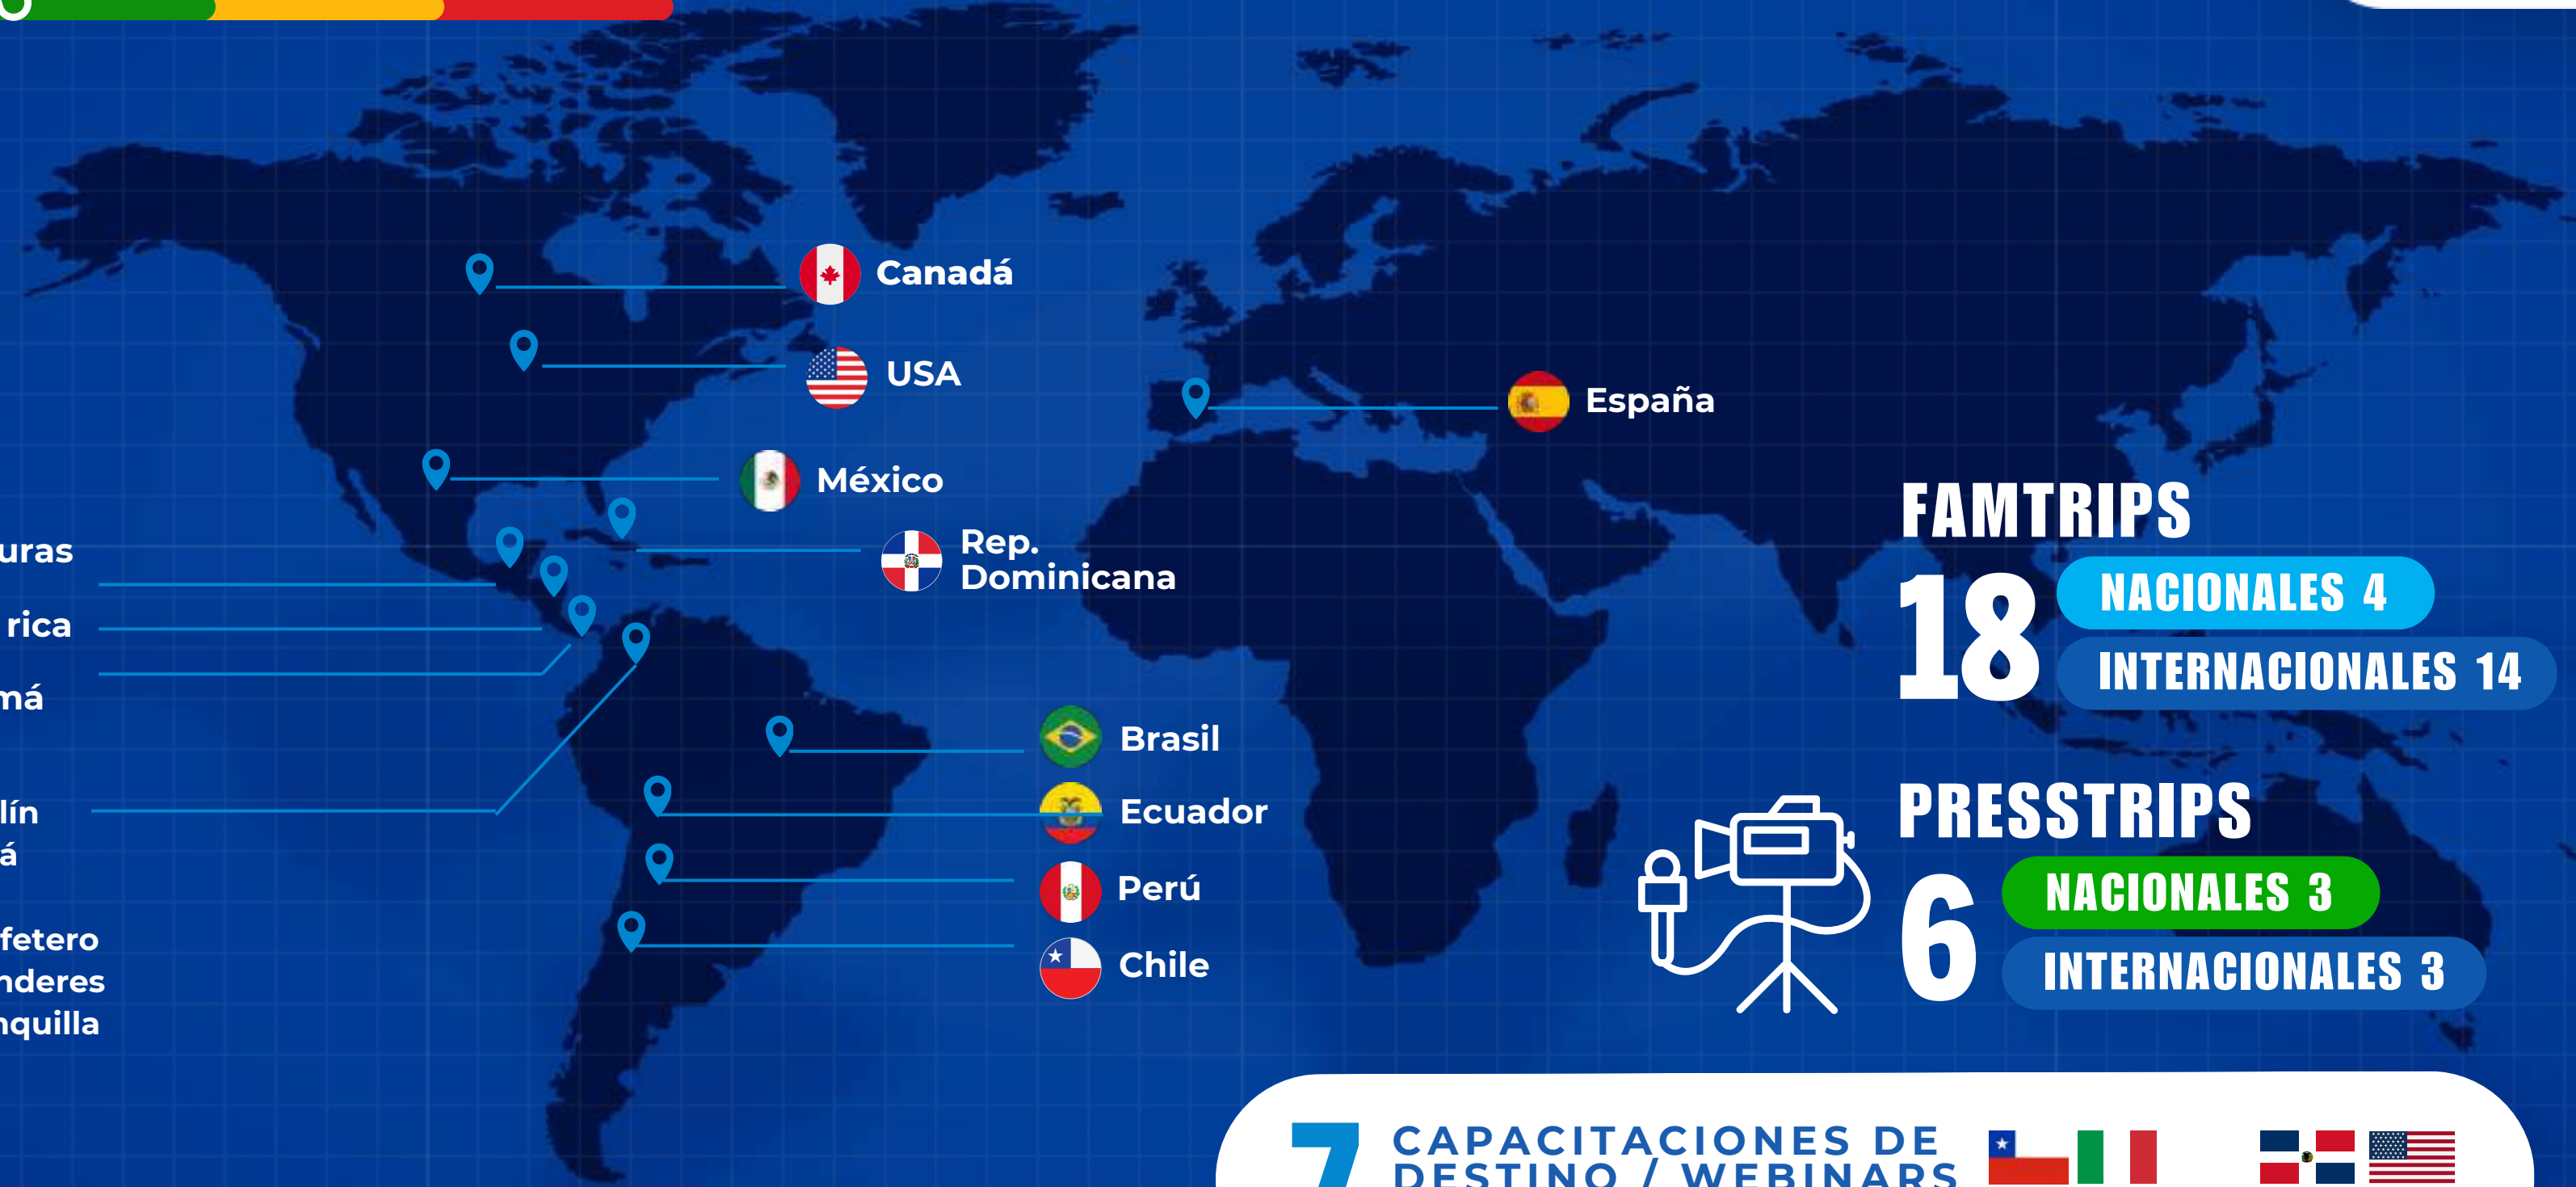 Canadá
USA
España
México
Rep.
Dominicana
uras
rica
má
lín
á
fetero
nderes
nquilla
Brasil
Ecuador
Perú
Chile
FAMTRIPS
18
NACIONALES 4
INTERNACIONALES 14
PRESSTRIPS
6
NACIONALES 3
INTERNACIONALES 3
7
CAPACITACIONES DE
DESTINO / WEBINARS